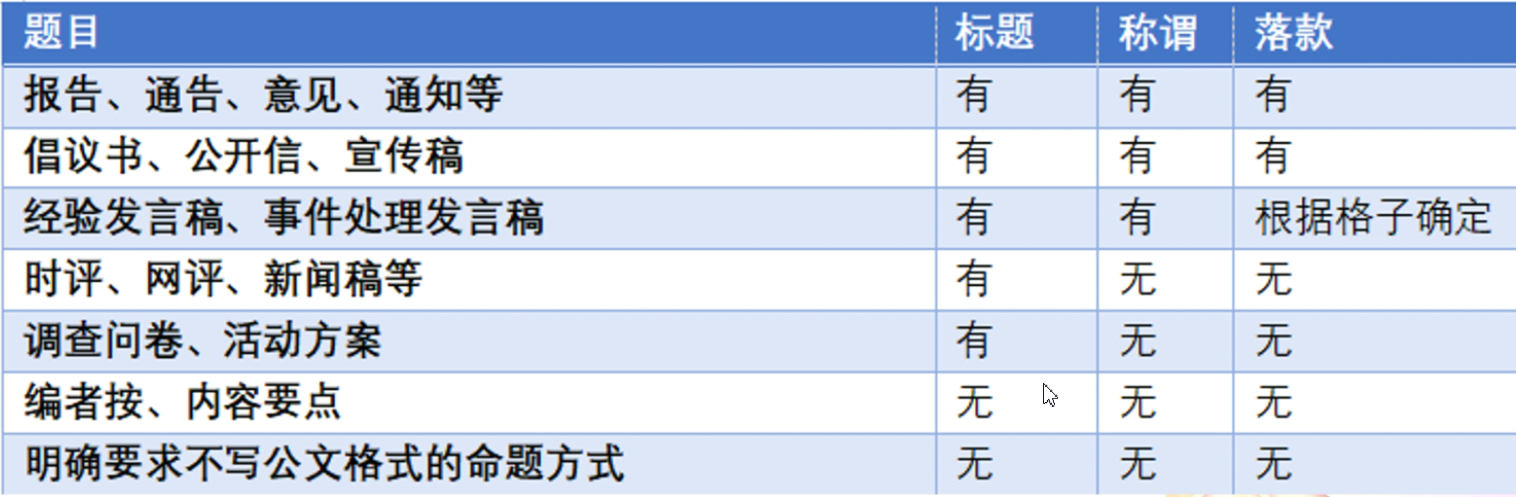 题目 标题 称谓 落款
报告、通告、意见、通知等 有 有 有
倡议书、公开信、宣传稿 有 有 有
经验发言稿、事件处理发言稿 有 有 根据格子确定
时评、网评、新闻稿等 有 无 无
调查问卷、活动方案 有 无 无
编者按、内容要点 无 无 无
明确要求不写公文格式的命题方式 无 无 无